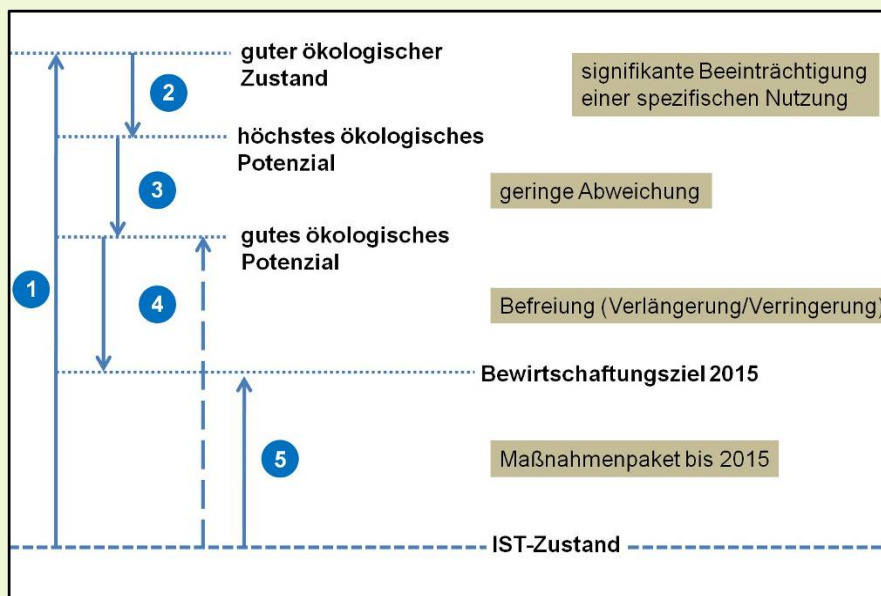 guter ökologischer
Zustand
signifikante Beeinträchtigung
einer spezifischen Nutzung
2
höchstes ökologisches
Potenzial
3
geringe Abweichung
gutes ökologisches
Potenzial
1
4
Befreiung (Verlängerung/Verringerung)
Bewirtschaftungsziel 2015
5
Maßnahmenpaket bis 2015
IST-Zustand